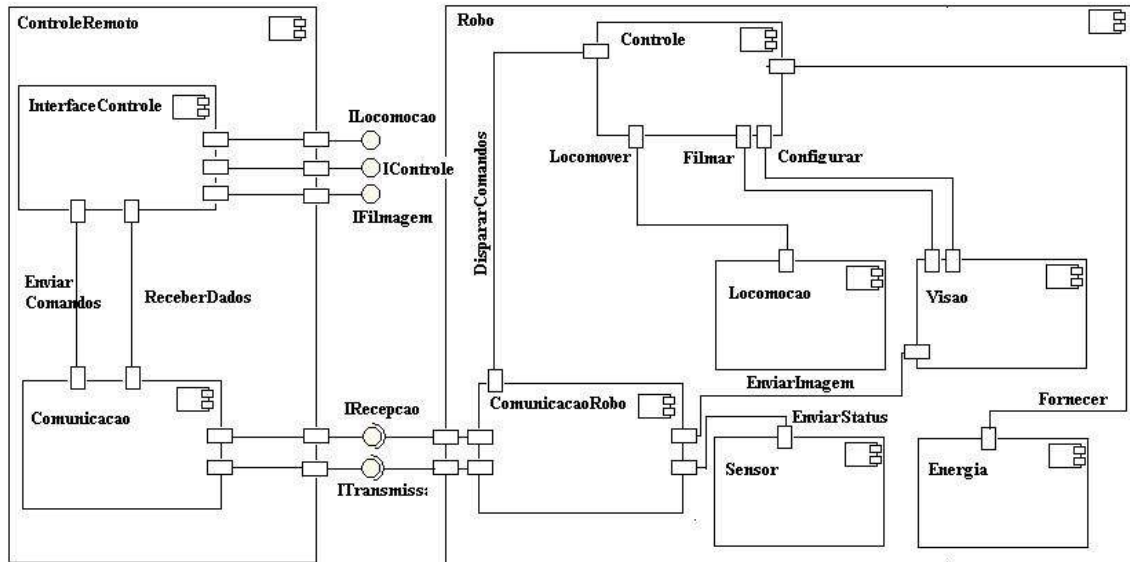 ControleRemoto
InterfaceControle
ILocomocao
IControle
IFilmagem
Enviar
Comandos
ReceberDados
Comunicacao
IRecepcao
ITransmissa
Robo
Controle
Locomover
Filmar
Configurar
DispararComandos
Locomocao
Visao
EnviarImagem
ComunicacaoRobo
EnviarStatus
Fornecer
Sensor
Energia